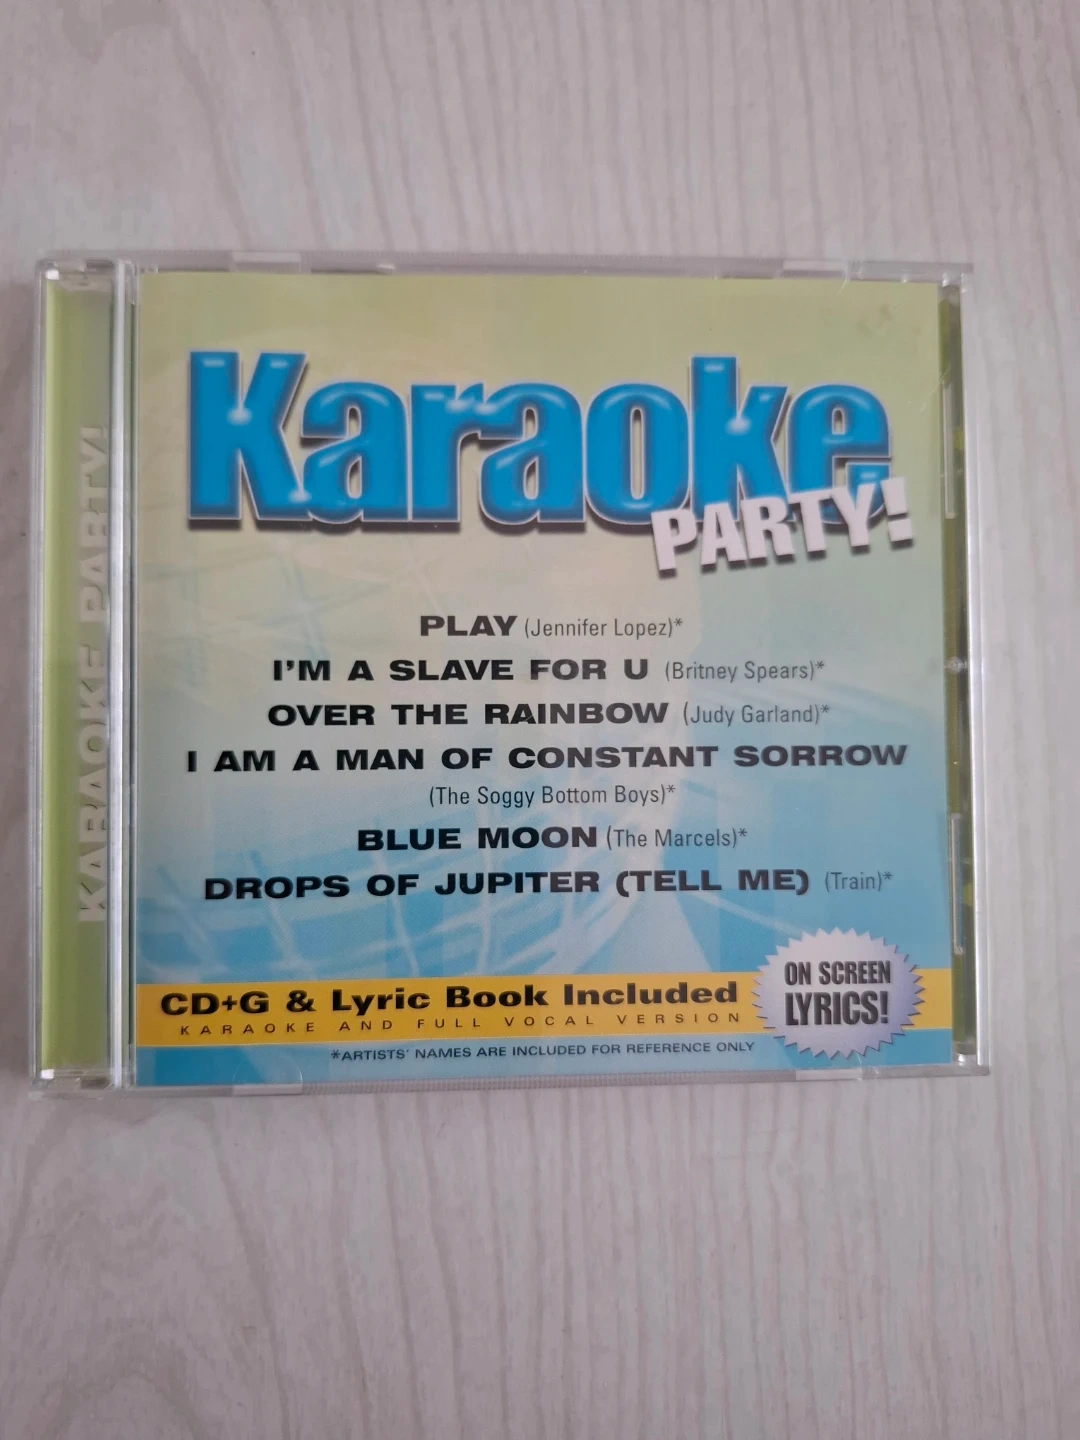 KARAOKE PARTY!
Karaoke
PARTY!
PLAY (Jennifer Lopez)*
I'M A SLAVE FOR U (Britney Spears)*
OVER THE RAINBOW (Judy Garland)*
I AM A MAN OF CONSTANT SORROW
(The Soggy Bottom Boys)*
BLUE MOON (The Marcels)*
DROPS OF JUPITER (TELL ME) (Train)*
CD+G & Lyric Book Included
KARAOKE AND FULL VOCAL VERSION
ON SCREEN
LYRICS!
*ARTISTS' NAMES ARE INCLUDED FOR REFERENCE ONLY